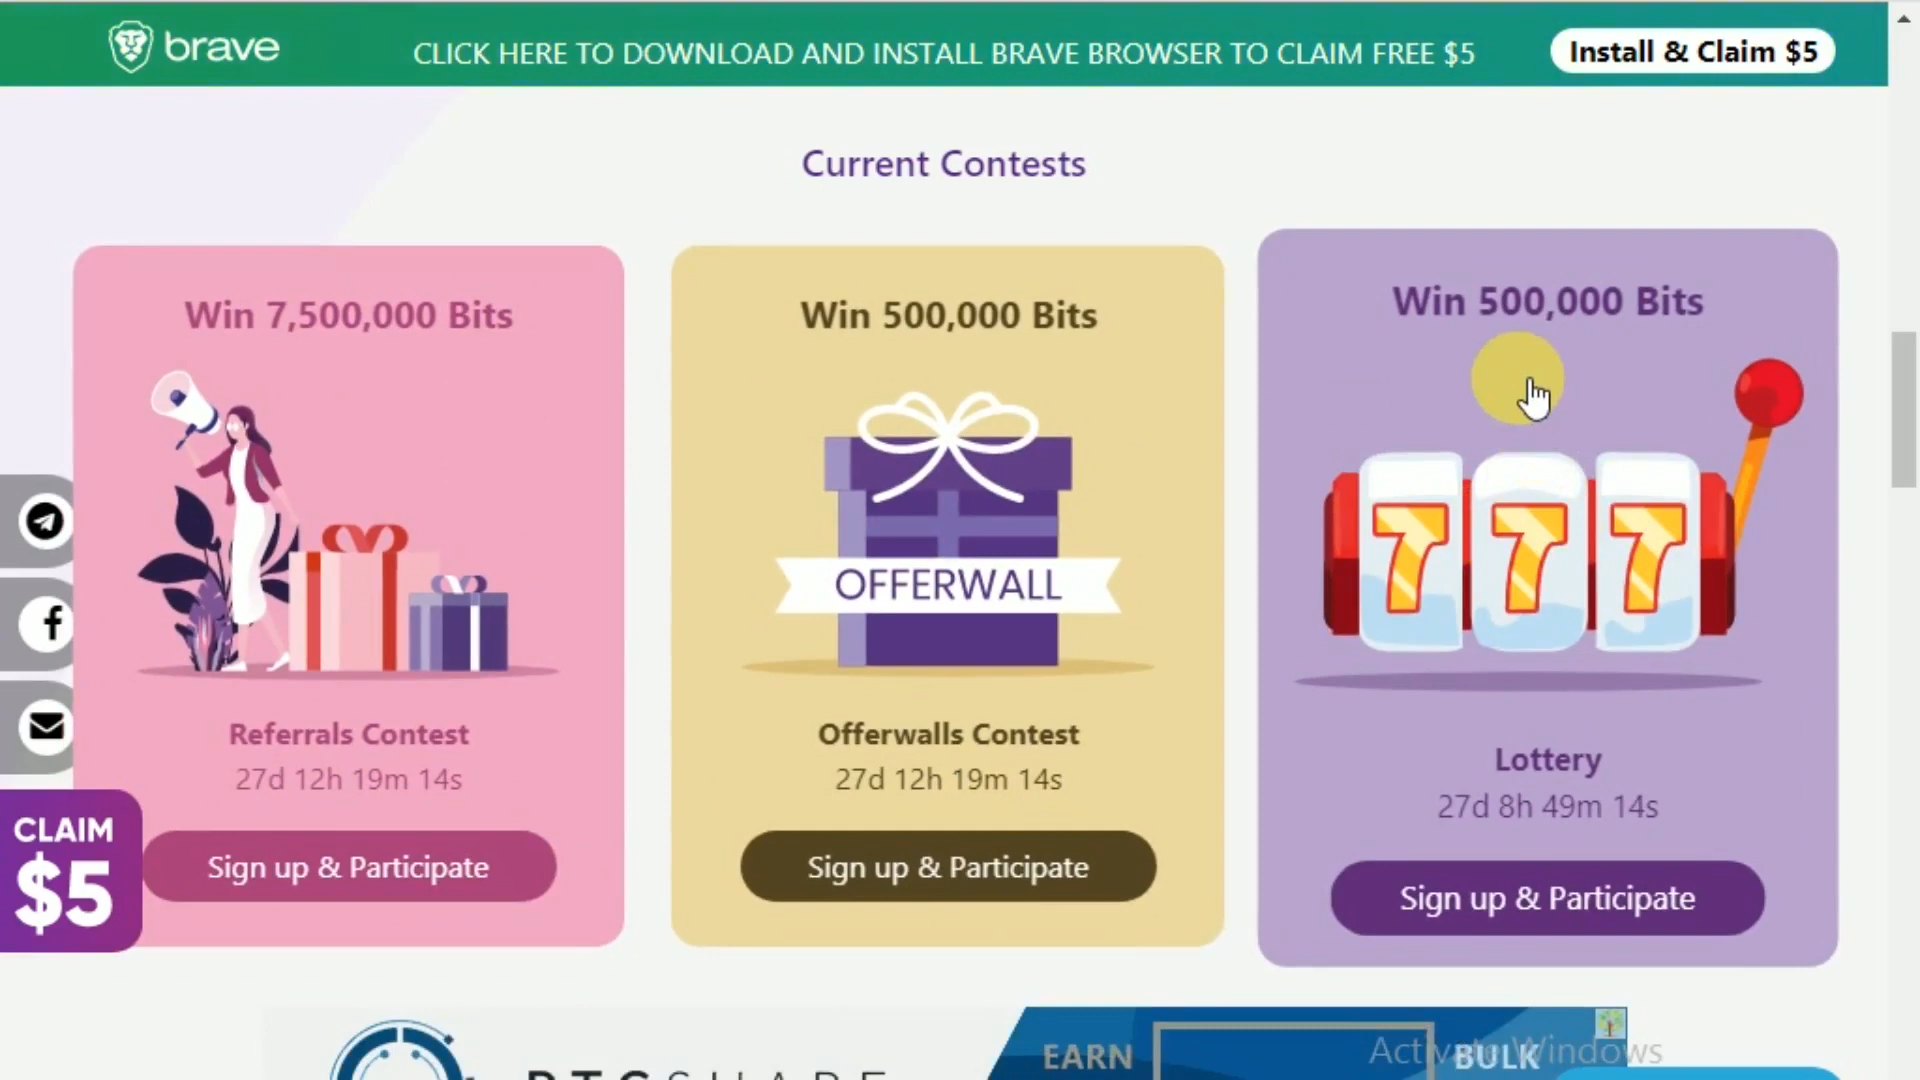 brave
CLICK HERE TO DOWNLOAD AND INSTALL BRAVE BROWSER TO CLAIM FREE $5
Install & Claim $5
Current Contests
Win 7,500,000 Bits
Referrals Contest
27d 12h 19m 14s
Sign up & Participate
Win 500,000 Bits
OFFERWALL
Offerwalls Contest
27d 12h 19m 14s
Sign up & Participate
Win 500,000 Bits
777
Lottery
27d 8h 49m 14s
Sign up & Participate
CLAIM
$5
EARN
BULK
Activate Windows